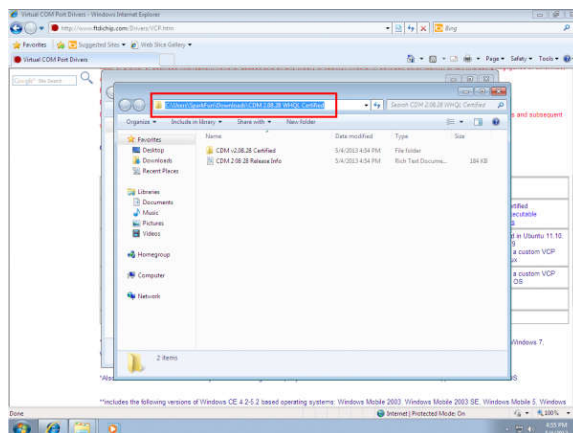 Virtual COM Port Drivers - Windows Internet Explorer
http://www.ftdichip.com/Drivers/VCP.htm
Bing
Favorites Suggested Sites Web Slice Gallery
Virtual COM Port Drivers
Page Safety Tools
C:\Users\SparkFun\Downloads\CDM 2.08.28 WHQL Certified
Search CDM 2.08.28 WHQL Certified
Organize Include in library Share with New folder
and subsequent
Name Date modified Type Size
Favorites
Desktop
Downloads
Recent Places
CDM v2.08.28 Certified 5/4/2013 4:54 PM File folder
CDM 2 08 28 Release Info 5/4/2013 4:54 PM Rich Text Docume... 184 KB
Libraries
Documents
Music
Pictures
Videos
Homegroup
Computer
Network
in Ubuntu 11.10,
a custom VCP
a custom VCP
OS
Windows 7.
2 items
*Also
**includes the following versions of Windows CE 4.2-5.2 based operating systems: Windows Mobile 2003, Windows Mobile 2003 SE, Windows Mobile 5, Windows
Done
Internet | Protected Mode: On
100%
4:55 PM